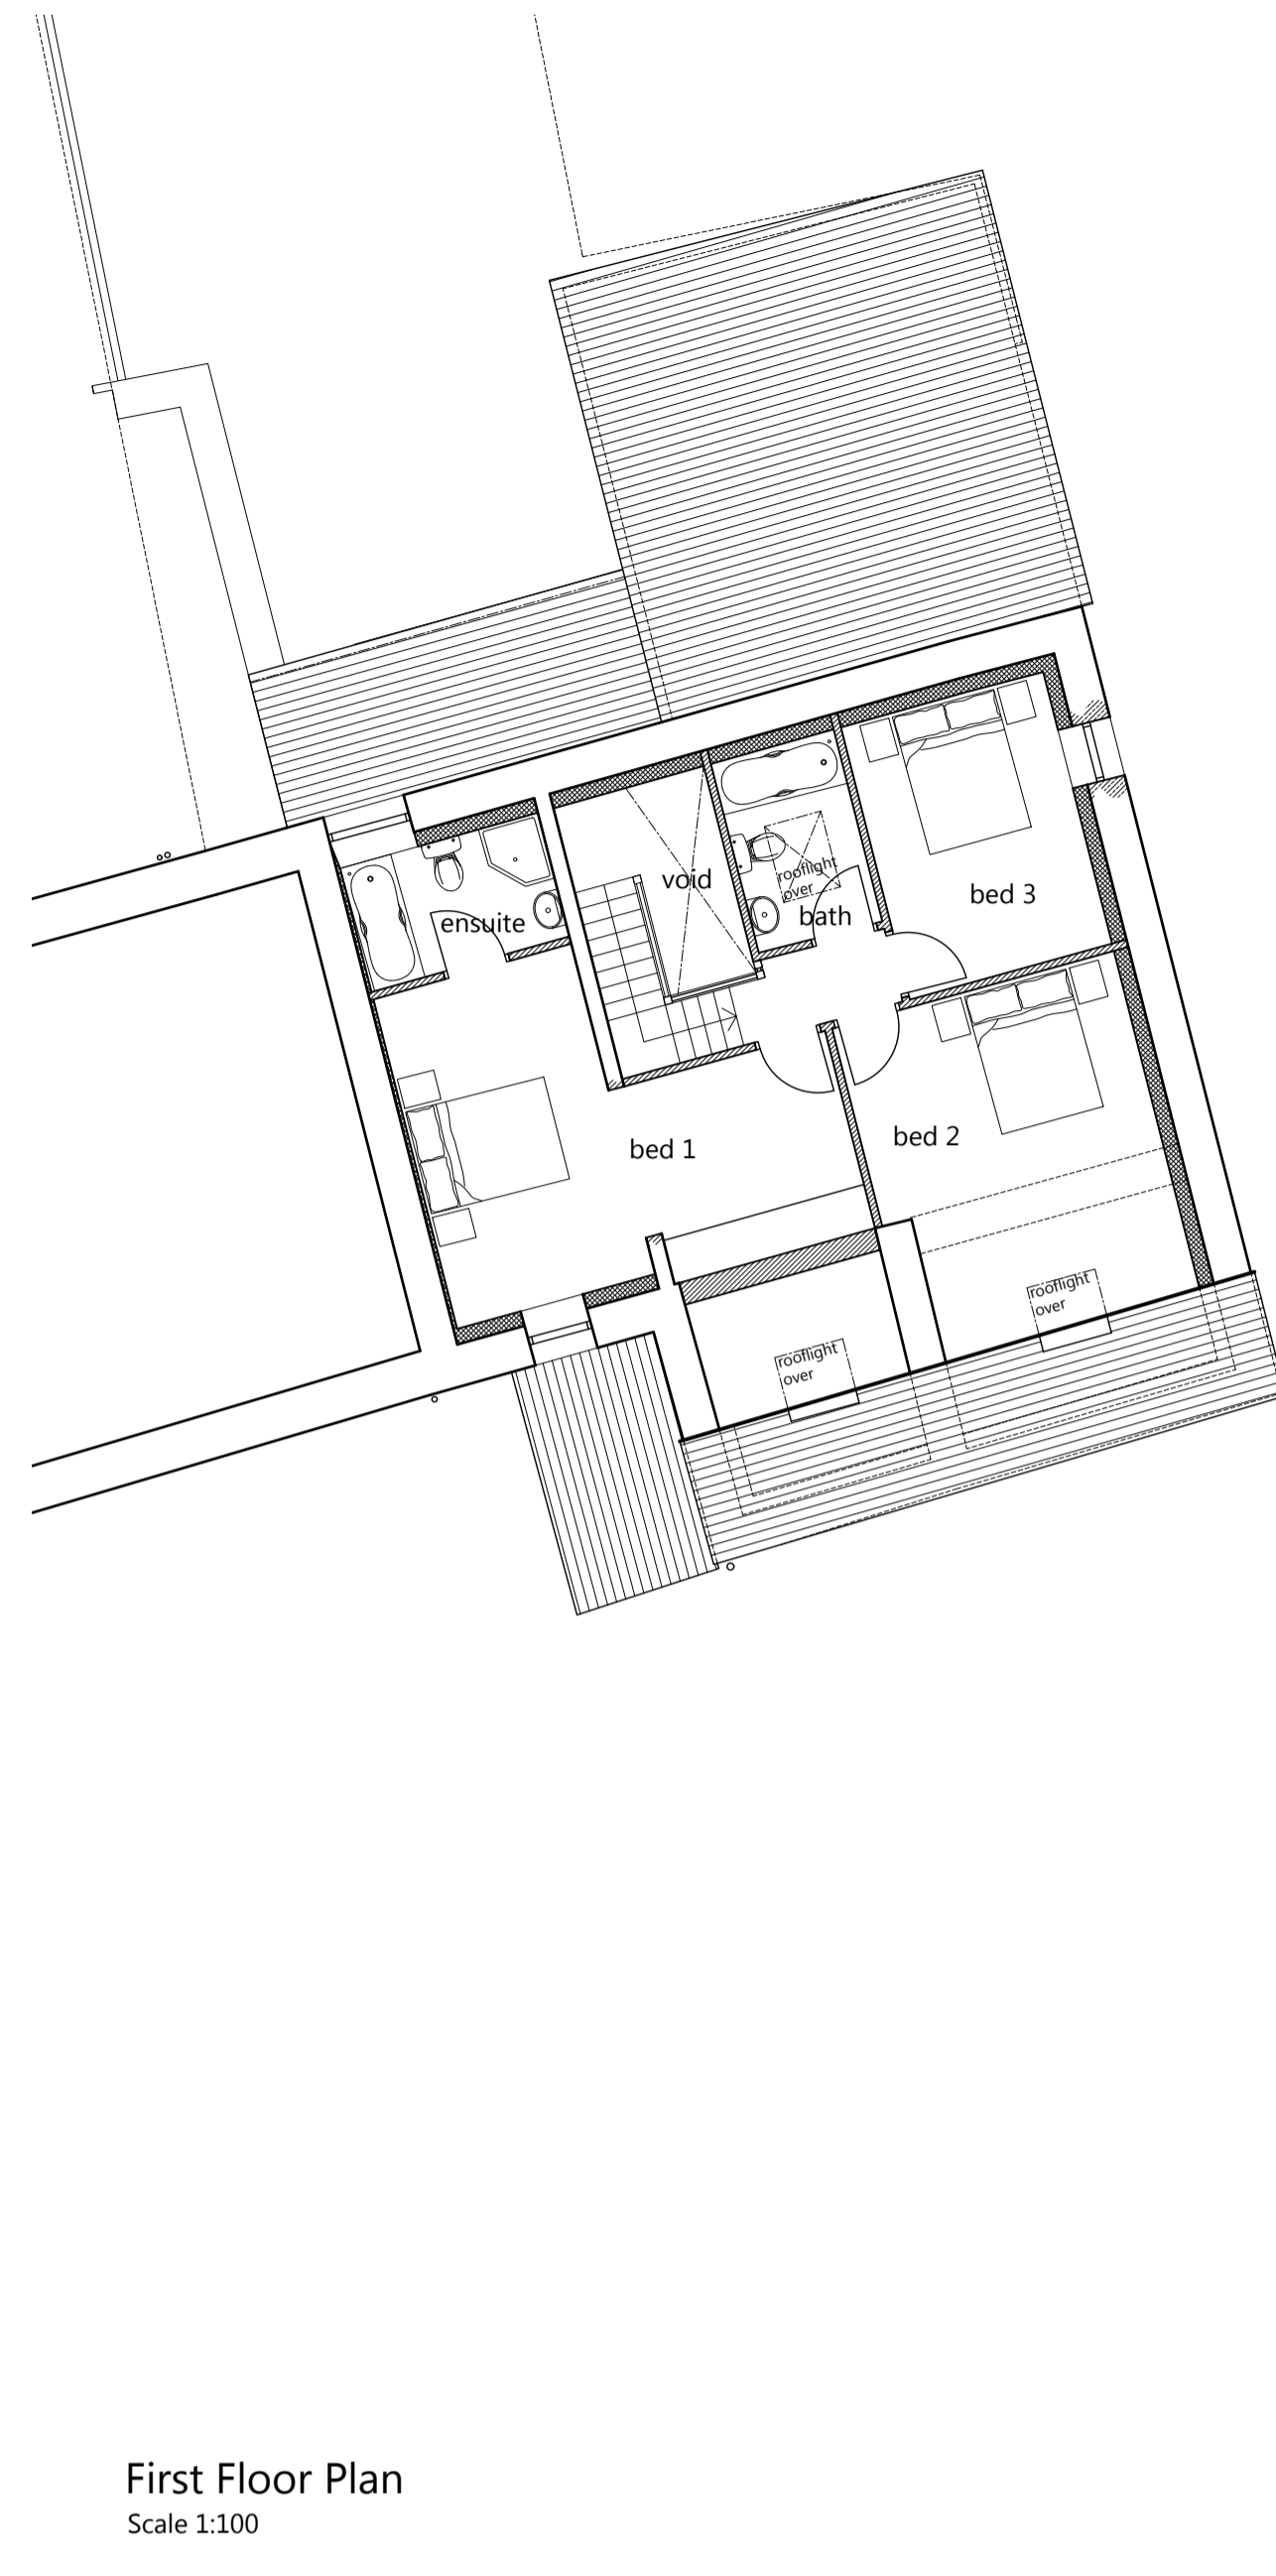 void
rooflight
over
bed 3
bath
ensuite
bed 2
bed 1
rooflight
over
rooflight
over
First Floor Plan
Scale 1:100